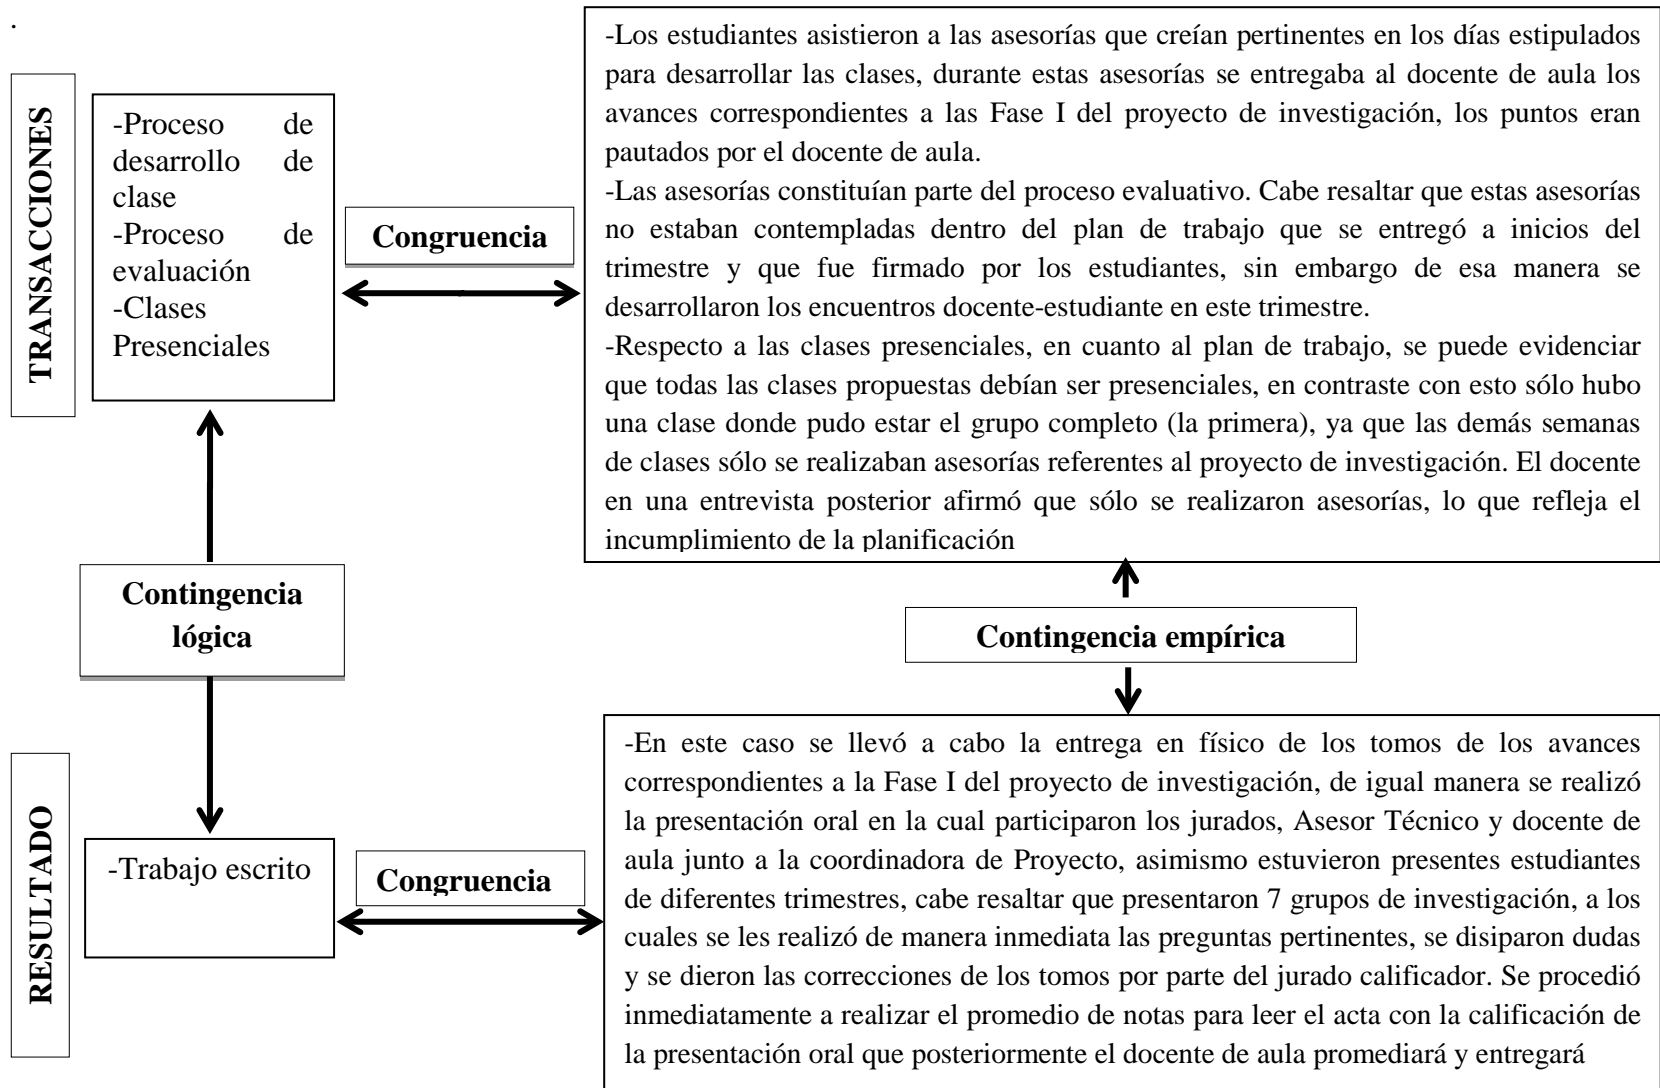 .
-Los estudiantes asistieron a las asesorías que creían pertinentes en los días estipulados
para desarrollar las clases, durante estas asesorías se entregaba al docente de aula los
avances correspondientes a las Fase I del proyecto de investigación, los puntos eran
pautados por el docente de aula.
-Las asesorías constituían parte del proceso evaluativo. Cabe resaltar que estas asesorías
no estaban contempladas dentro del plan de trabajo que se entregó a inicios del
trimestre y que fue firmado por los estudiantes, sin embargo de esa manera se
desarrollaron los encuentros docente-estudiante en este trimestre.
-Respecto a las clases presenciales, en cuanto al plan de trabajo, se puede evidenciar
que todas las clases propuestas debían ser presenciales, en contraste con esto sólo hubo
una clase donde pudo estar el grupo completo (la primera), ya que las demás semanas
de clases sólo se realizaban asesorías referentes al proyecto de investigación. El docente
en una entrevista posterior afirmó que sólo se realizaron asesorías, lo que refleja el
incumplimiento de la planificación
TRANSACCIONES
-Proceso de
desarrollo de
clase
-Proceso de
evaluación
-Clases
Presenciales
Congruencia
Contingencia
lógica
Contingencia empírica
RESULTADO
-Trabajo escrito
Congruencia
-En este caso se llevó a cabo la entrega en físico de los tomos de los avances
correspondientes a la Fase I del proyecto de investigación, de igual manera se realizó
la presentación oral en la cual participaron los jurados, Asesor Técnico y docente de
aula junto a la coordinadora de Proyecto, asimismo estuvieron presentes estudiantes
de diferentes trimestres, cabe resaltar que presentaron 7 grupos de investigación, a los
cuales se les realizó de manera inmediata las preguntas pertinentes, se disiparon dudas
y se dieron las correcciones de los tomos por parte del jurado calificador. Se procedió
inmediatamente a realizar el promedio de notas para leer el acta con la calificación de
la presentación oral que posteriormente el docente de aula promediará y entregará